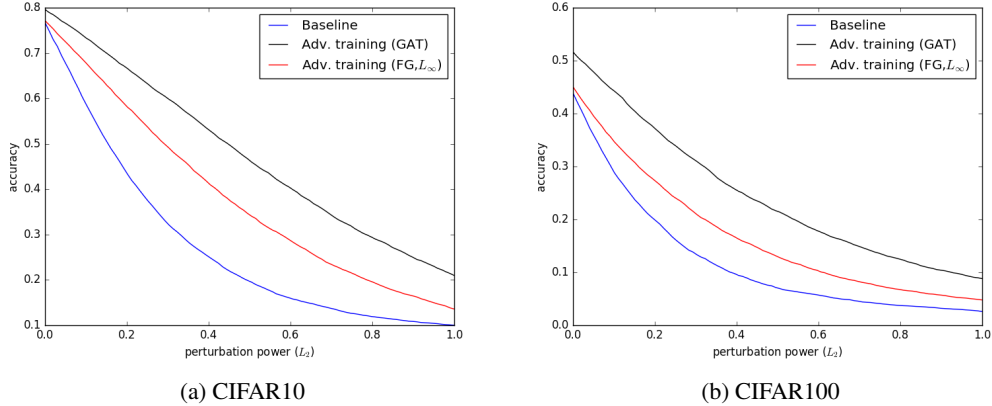 Baseline
Adv. training (GAT)
Adv. training (FG,L∞)
0.8
0.7
0.6
0.5
0.4
0.3
0.2
0.1
accuracy
0.0 0.2 0.4 0.6 0.8 1.0
perturbation power (L₂)
(a) CIFAR10
Baseline
Adv. training (GAT)
Adv. training (FG,L∞)
0.6
0.5
0.4
0.3
0.2
0.1
0.0
accuracy
0.0 0.2 0.4 0.6 0.8 1.0
perturbation power (L₂)
(b) CIFAR100